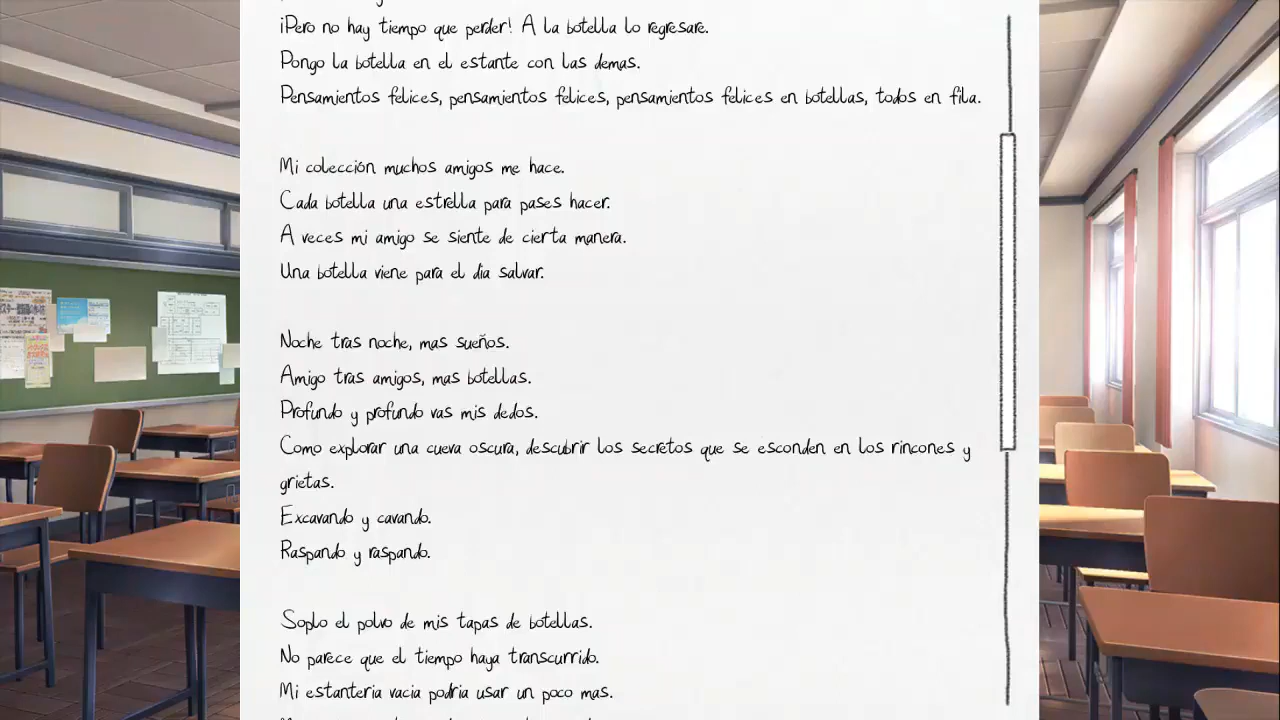 ¡Pero no hay tiempo que perder! A la botella lo regresare.
Pongo la botella en el estante con las demas.
Pensamientos felices, pensamientos felices, pensamientos felices en botellas, todos en fila.
Mi colección muchos amigos me hace.
Cada botella una estrella para pases hacer.
A veces mi amigo se siente de cierta manera.
Una botella viene para el dia salvar.
Noche tras noche, mas sueños.
Amigo tras amigos, mas botellas.
Profundo y profundo vas mis dedos.
Como explorar una cueva oscura, descubrir los secretos que se esconden en los rincones y
grietas.
Excavando y cavando.
Raspando y raspando.
Soplo el polvo de mis tapas de botellas.
No parece que el tiempo haya transcurrido.
Mi estanteria vacia podria usar un poco mas.